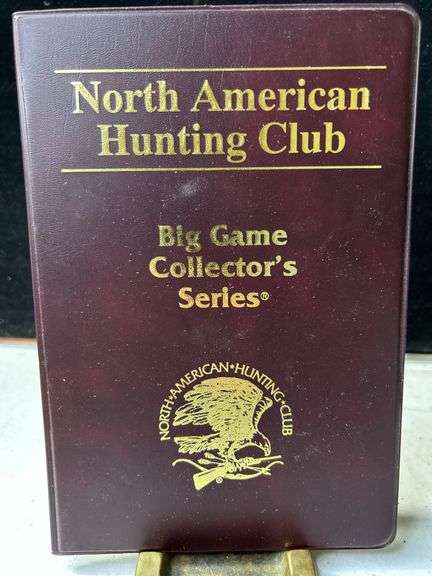 North American
Hunting Club
Big Game
Collector's
Series®
NORTH•AMERICAN•HUNTING•CLUB
®